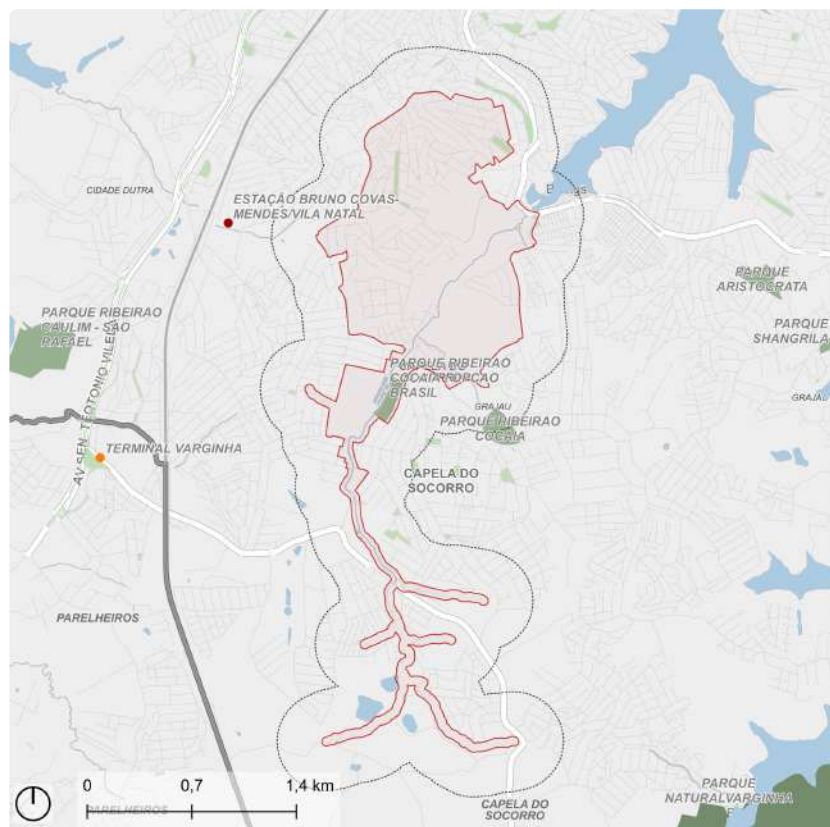 CIDADE DUTRA
ESTAÇÃO BRUNO COVAS-
MENDES/VILA NATAL
PARQUE
ARISTOCRATA
PARQUE RIBEIRAO
CAULIM - SAO
RAFAEL
PARQUE
SHANGRILA
AV SEN. TEOTONIO VILELA
PARQUE RIBEIRAO
COCAIA
BRASIL
GRAJAU
GRAJAU
PARQUE RIBEIRAO
COCAIA
TERMINAL VARGINHA
CAPELA DO
SOCORRO
PARELHEIROS
0 0,7 1,4 km
PARELHEIROS
CAPELA DO
SOCORRO
PARQUE
NATURALVARGINHA